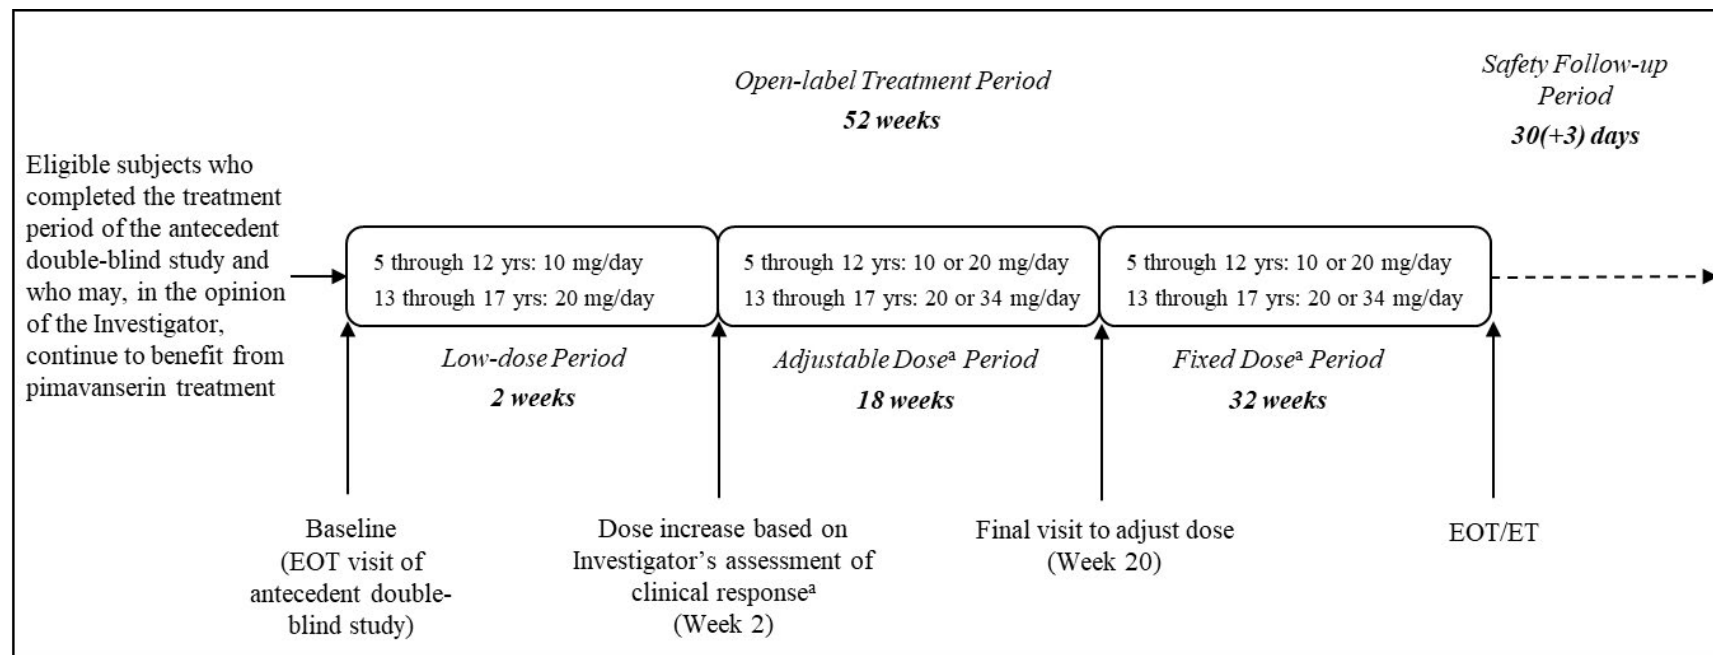 Open-label Treatment Period
52 weeks
Safety Follow-up
Period
30(+3) days
Eligible subjects who
completed the treatment
period of the antecedent
double-blind study and
who may, in the opinion
of the Investigator,
continue to benefit from
pimavanserin treatment
5 through 12 yrs: 10 mg/day
13 through 17 yrs: 20 mg/day
5 through 12 yrs: 10 or 20 mg/day
13 through 17 yrs: 20 or 34 mg/day
5 through 12 yrs: 10 or 20 mg/day
13 through 17 yrs: 20 or 34 mg/day
Low-dose Period
2 weeks
Adjustable Doseᵃ Period
18 weeks
Fixed Doseᵃ Period
32 weeks
Baseline
(EOT visit of
antecedent double-
blind study)
Dose increase based on
Investigator’s assessment of
clinical responseᵃ
(Week 2)
Final visit to adjust dose
(Week 20)
EOT/ET